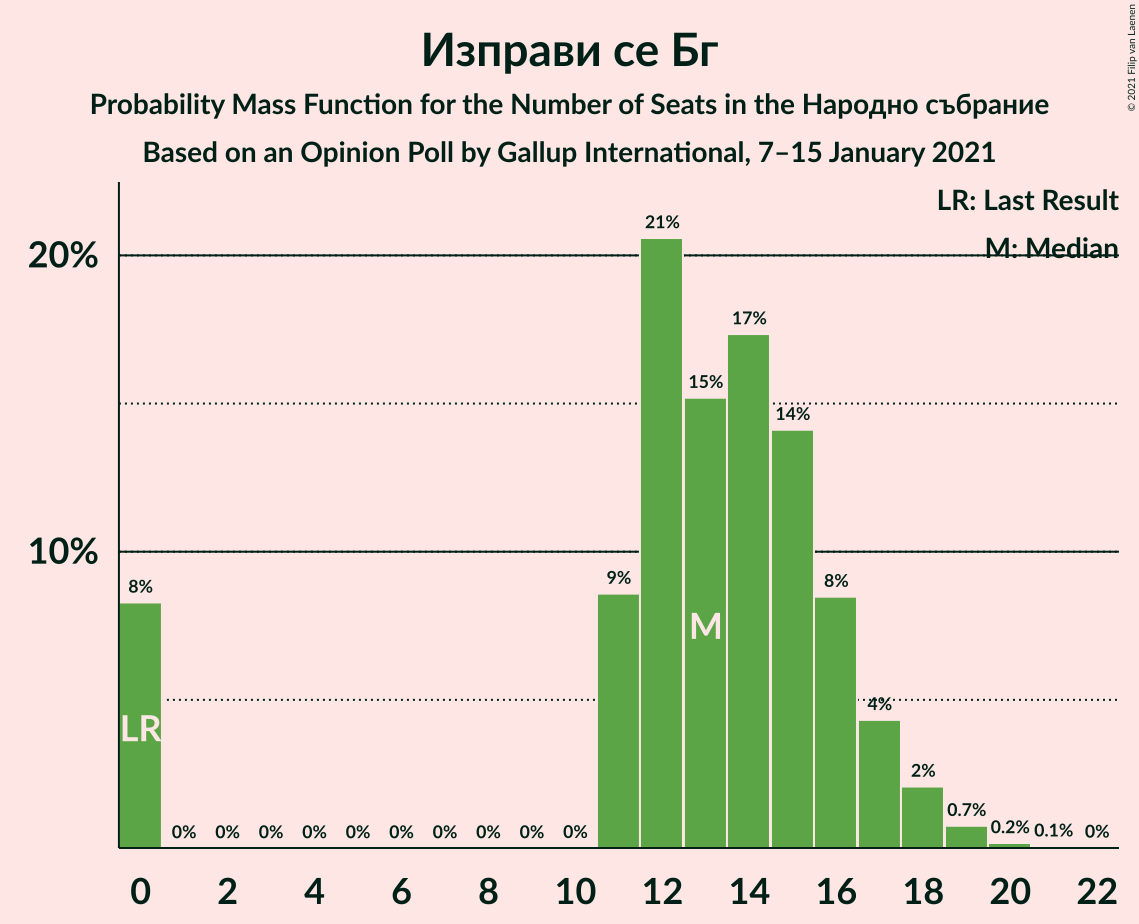 Изправи се Бг
Probability Mass Function for the Number of Seats in the Народно събрание
Based on an Opinion Poll by Gallup International, 7–15 January 2021
© 2021 Filip van Laenen
LR: Last Result
M: Median
20%
10%
8%
0%
0%
0%
0%
0%
0%
0%
0%
0%
0%
9%
21%
15%
17%
14%
8%
4%
2%
0.7%
0.2%
0.1%
0%
LR
M
0 2 4 6 8 10 12 14 16 18 20 22